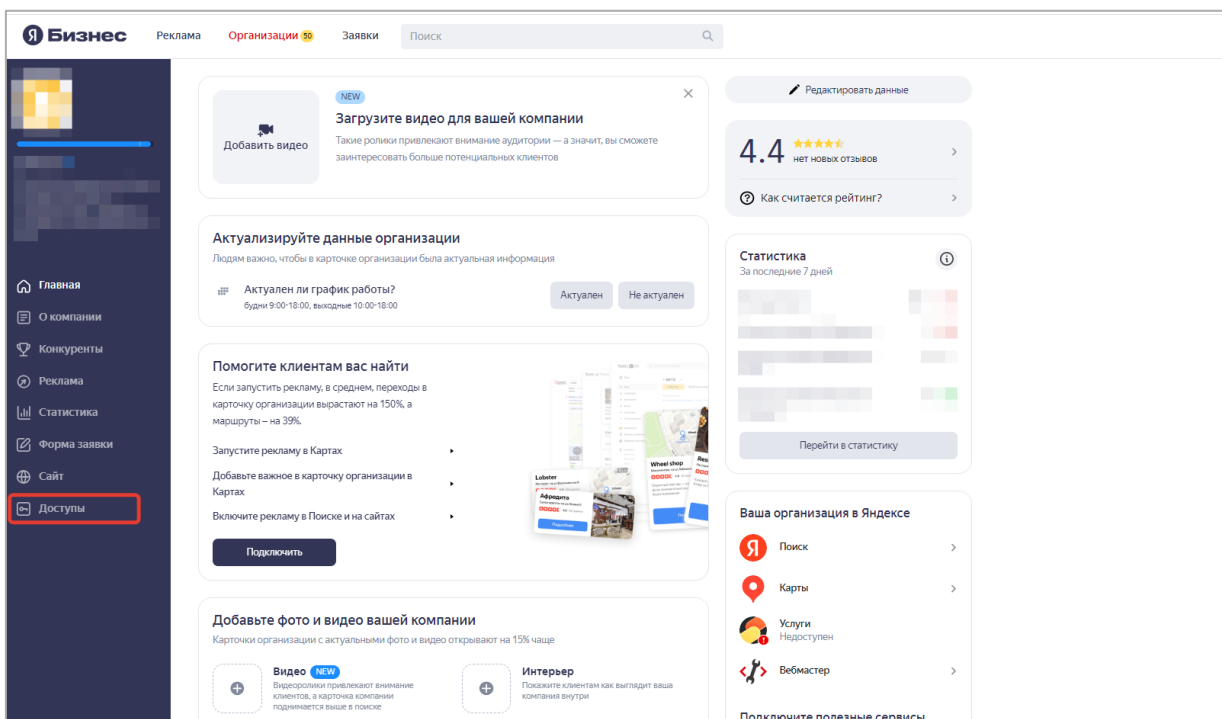 Я Бизнес
Реклама
Организации 50
Заявки
Поиск
Главная
О компании
Конкуренты
Реклама
Статистика
Форма заявки
Сайт
Доступы
Добавить видео
NEW
Загрузите видео для вашей компании
Такие ролики привлекают внимание аудитории — а значит, вы сможете
заинтересовать больше потенциальных клиентов
Актуализируйте данные организации
Людям важно, чтобы в карточке организации была актуальная информация
Актуален ли график работы?
будни 9:00-18:00, выходные 10:00-18:00
Актуален
Не актуален
Помогите клиентам вас найти
Если запустить рекламу, в среднем, переходы в
карточку организации вырастают на 150%, а
маршруты – на 39%.
Запустите рекламу в Картах
Добавьте важное в карточку организации в
Картах
Включите рекламу в Поиске и на сайтах
Подключить
Lobster
Афродита
Wheel shop
Добавьте фото и видео вашей компании
Карточки организации с актуальными фото и видео открывают на 15% чаще
Видео NEW
Видеоролики привлекают внимание
клиентов, а карточка компании
поднимается выше в поиске
Интерьер
Покажите клиентам как выглядит ваша
компания внутри
Редактировать данные
4.4
нет новых отзывов
Как считается рейтинг?
Статистика
За последние 7 дней
Перейти в статистику
Ваша организация в Яндексе
Поиск
Карты
Услуги
Недоступен
Вебмастер
Подключите полезные сервисы